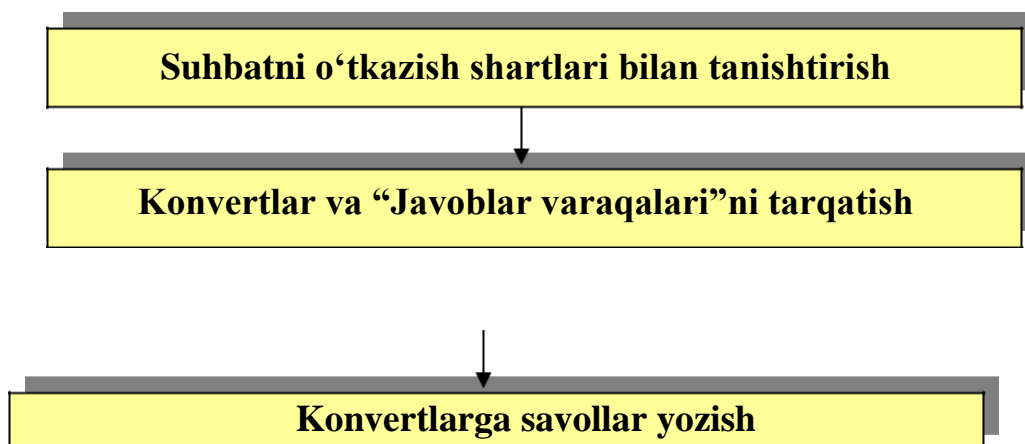 Suhbatni o‘tkazish shartlari bilan tanishtirish
Konvertlar va “Javoblar varaqalari”ni tarqatish
Konvertlarga savollar yozish